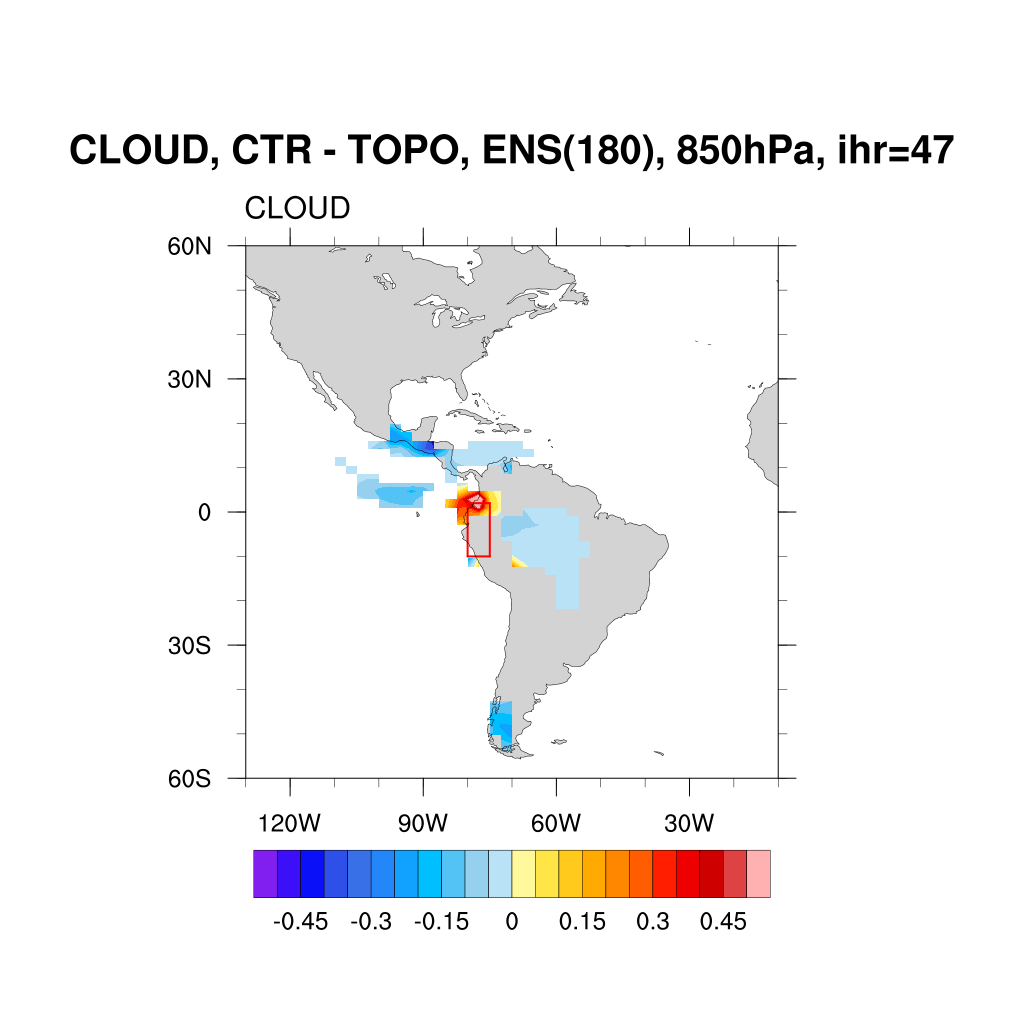 CLOUD, CTR - TOPO, ENS(180), 850hPa, ihr=47
CLOUD
60N
30N
0
30S
60S
120W 90W 60W 30W
-0.45 -0.3 -0.15 0 0.15 0.3 0.45